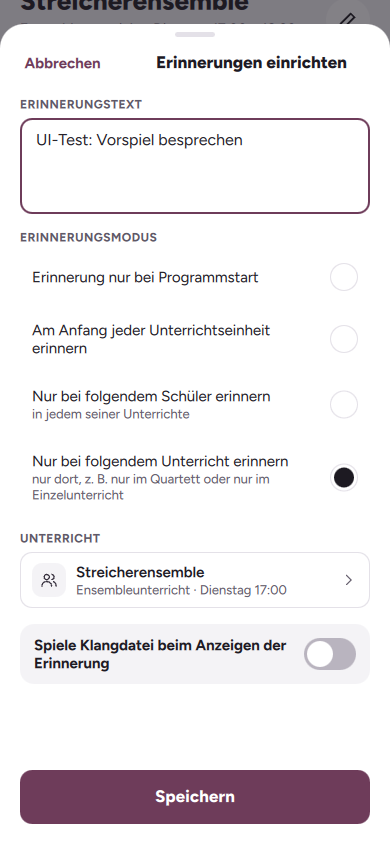 Streicherensemble
Abbrechen
Erinnerungen einrichten
ERINNERUNGSTEXT
UI-Test: Vorspiel besprechen
ERINNERUNGSMODUS
Erinnerung nur bei Programmstart
Am Anfang jeder Unterrichtseinheit
erinnern
Nur bei folgendem Schüler erinnern
in jedem seiner Unterrichte
Nur bei folgendem Unterricht erinnern
nur dort, z. B. nur im Quartett oder nur im
Einzelunterricht
UNTERRICHT
Streicherensemble
Ensembleunterricht · Dienstag 17:00
Spiele Klangdatei beim Anzeigen der
Erinnerung
Speichern